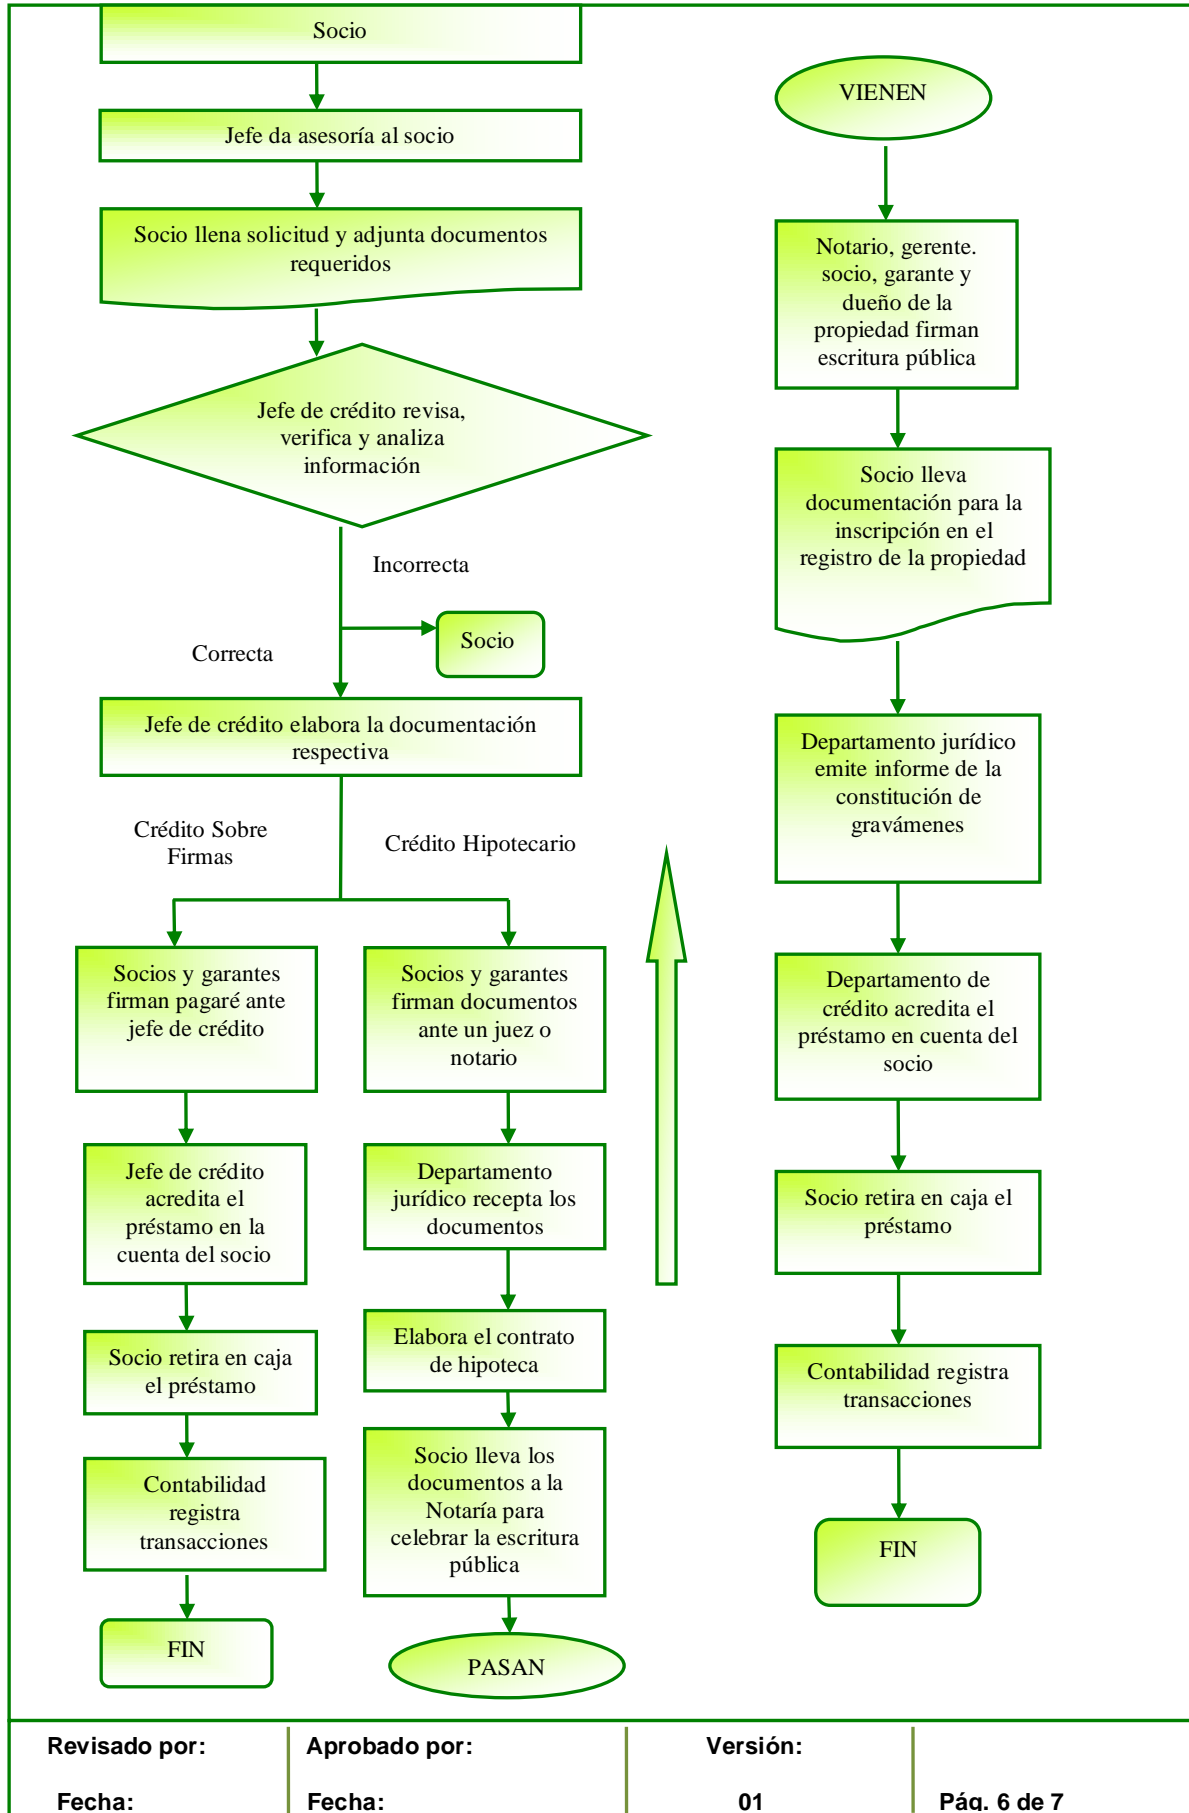 Socio
Jefe da asesoría al socio
Socio llena solicitud y adjunta documentos
requeridos
Jefe de crédito revisa,
verifica y analiza
información
Incorrecta
Socio
Correcta
Jefe de crédito elabora la documentación
respectiva
Crédito Sobre
Firmas
Crédito Hipotecario
Socios y garantes
firman pagaré ante
jefe de crédito
Jefe de crédito
acredita el
préstamo en la
cuenta del socio
Socio retira en caja
el préstamo
Contabilidad
registra
transacciones
FIN
Socios y garantes
firman documentos
ante un juez o
notario
Departamento
jurídico recepta los
documentos
Elabora el contrato
de hipoteca
Socio lleva los
documentos a la
Notaría para
celebrar la escritura
pública
PASAN
VIENEN
Notario, gerente.
socio, garante y
dueño de la
propiedad firman
escritura pública
Socio lleva
documentación para la
inscripción en el
registro de la propiedad
Departamento jurídico
emite informe de la
constitución de
gravámenes
Departamento de
crédito acredita el
préstamo en cuenta del
socio
Socio retira en caja el
préstamo
Contabilidad registra
transacciones
FIN
Revisado por:
Fecha:
Aprobado por:
Fecha:
Versión:
01
Pág. 6 de 7